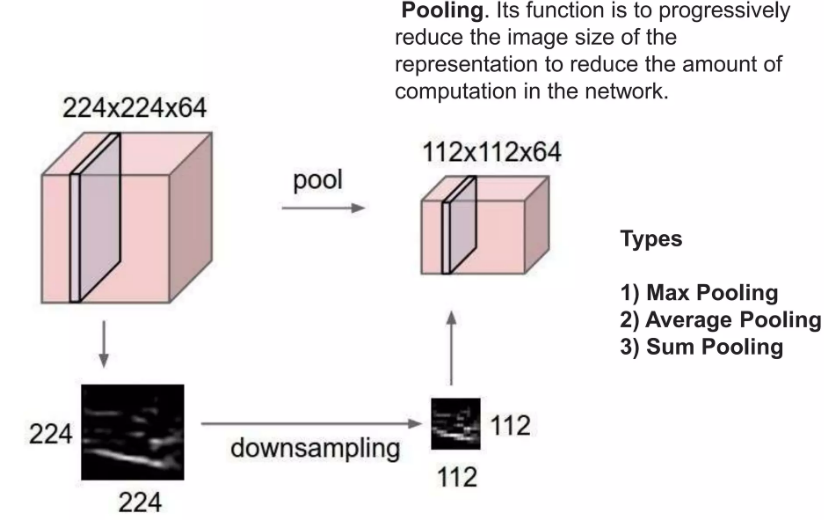 Pooling. Its function is to progressively
reduce the image size of the
representation to reduce the amount of
computation in the network.
224x224x64
pool
112x112x64
Types
1) Max Pooling
2) Average Pooling
3) Sum Pooling
224
downsampling
112
112
224